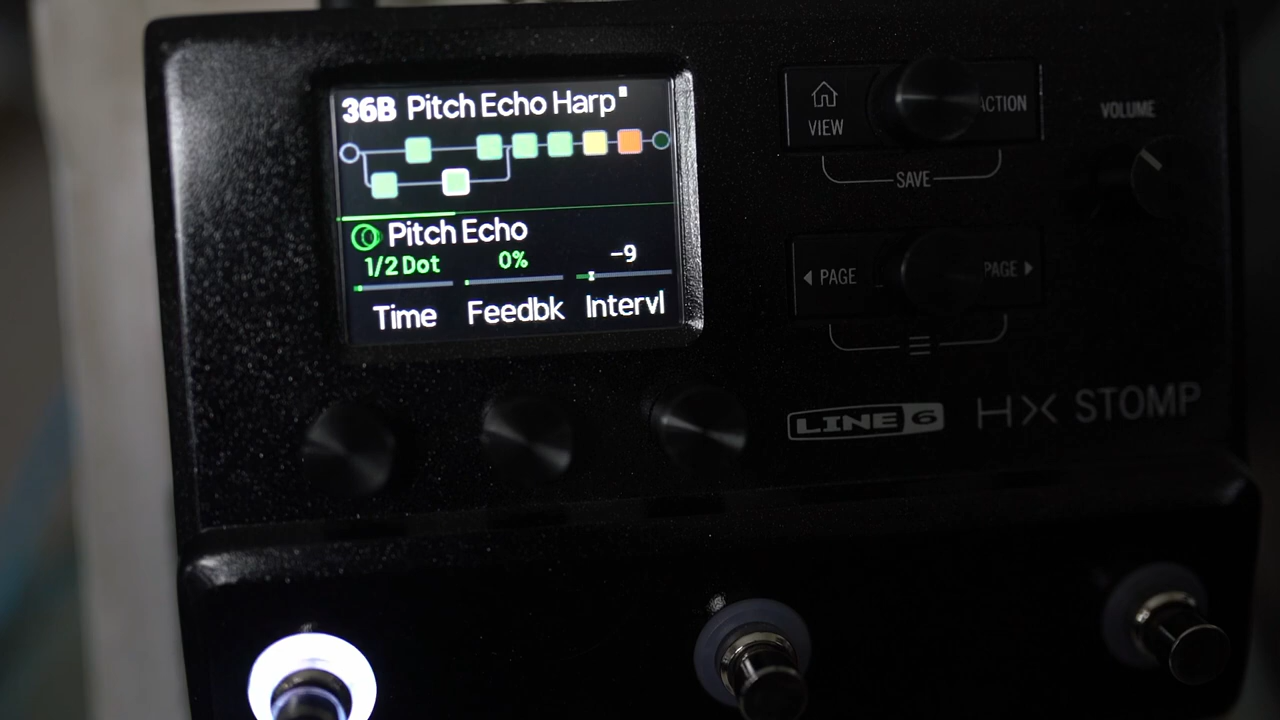 36B Pitch Echo Harp
Pitch Echo
1/2 Dot 0% -9
Time Feedbk Intervl
VIEW ACTION
SAVE
VOLUME
PAGE PAGE
LINE 6 HX STOMP